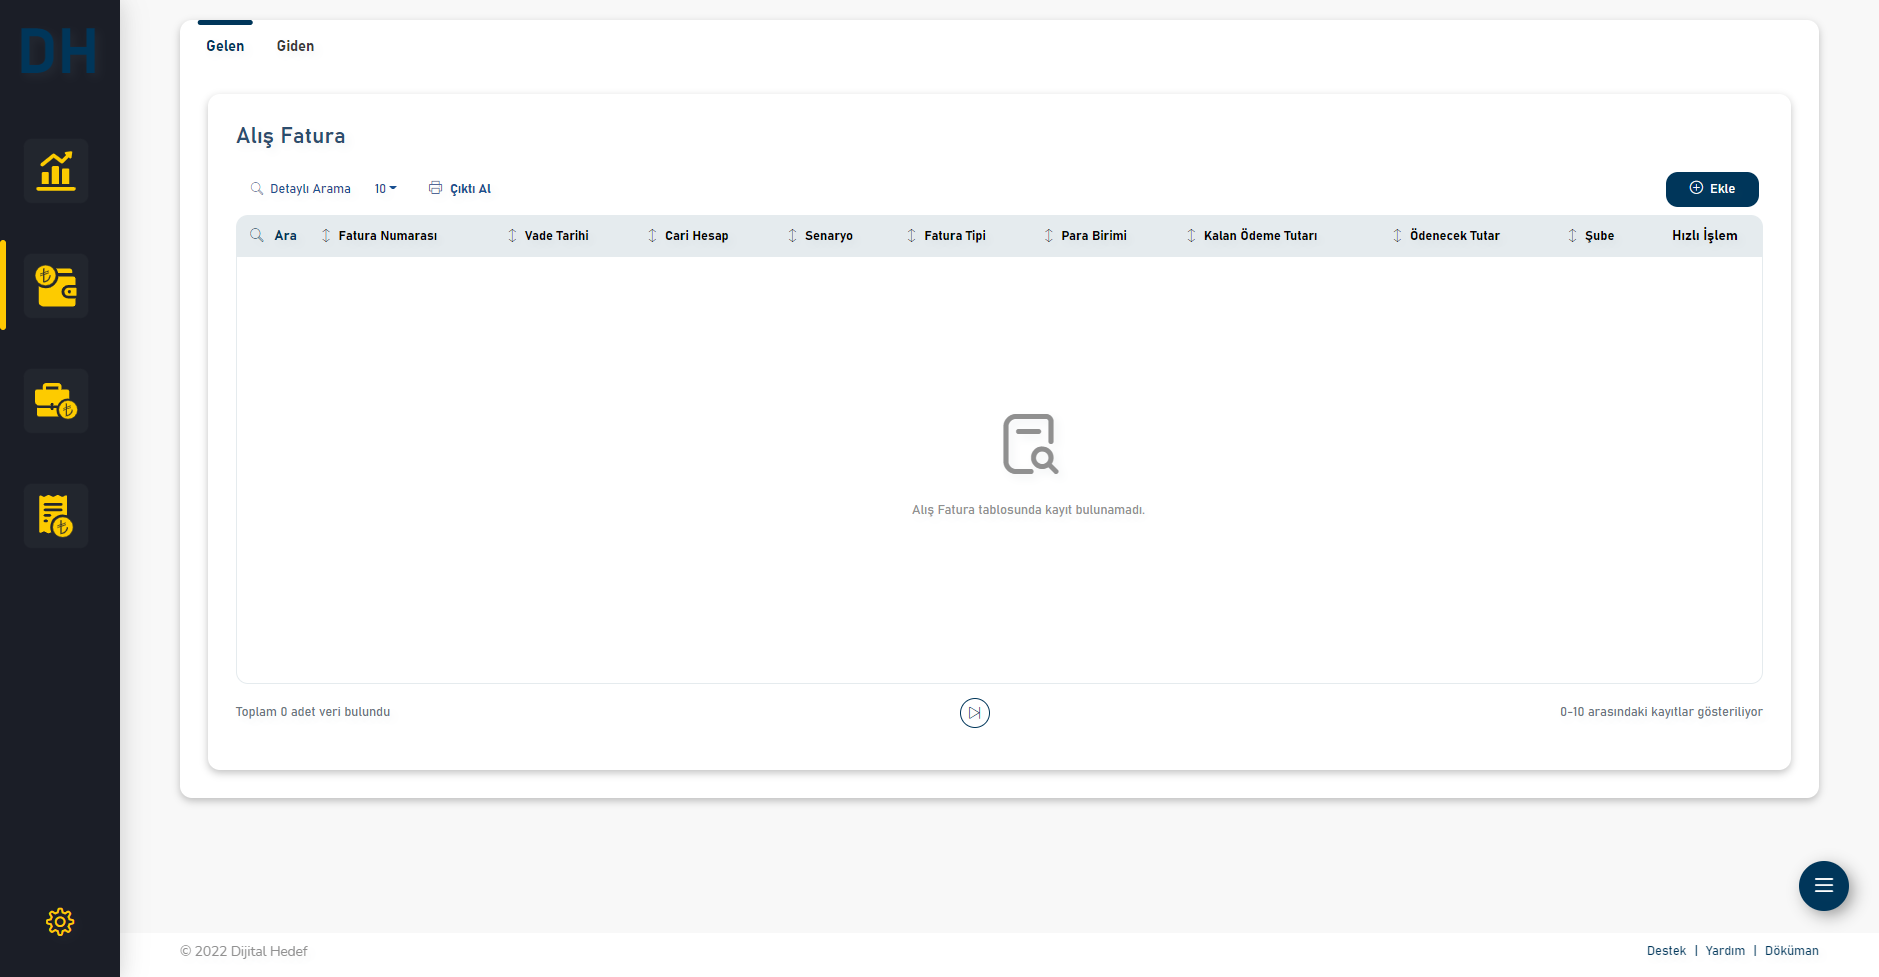 DH
Gelen Giden
Alış Fatura
Detaylı Arama 10 Çıktı Al Ekle
Ara Fatura Numarası Vade Tarihi Cari Hesap Senaryo Fatura Tipi Para Birimi Kalan Ödeme Tutarı Ödenecek Tutar Şube Hızlı İşlem
Alış Fatura tablosunda kayıt bulunamadı.
Toplam 0 adet veri bulundu 0-10 arasındaki kayıtlar gösteriliyor
© 2022 Dijital Hedef Destek | Yardım | Döküman